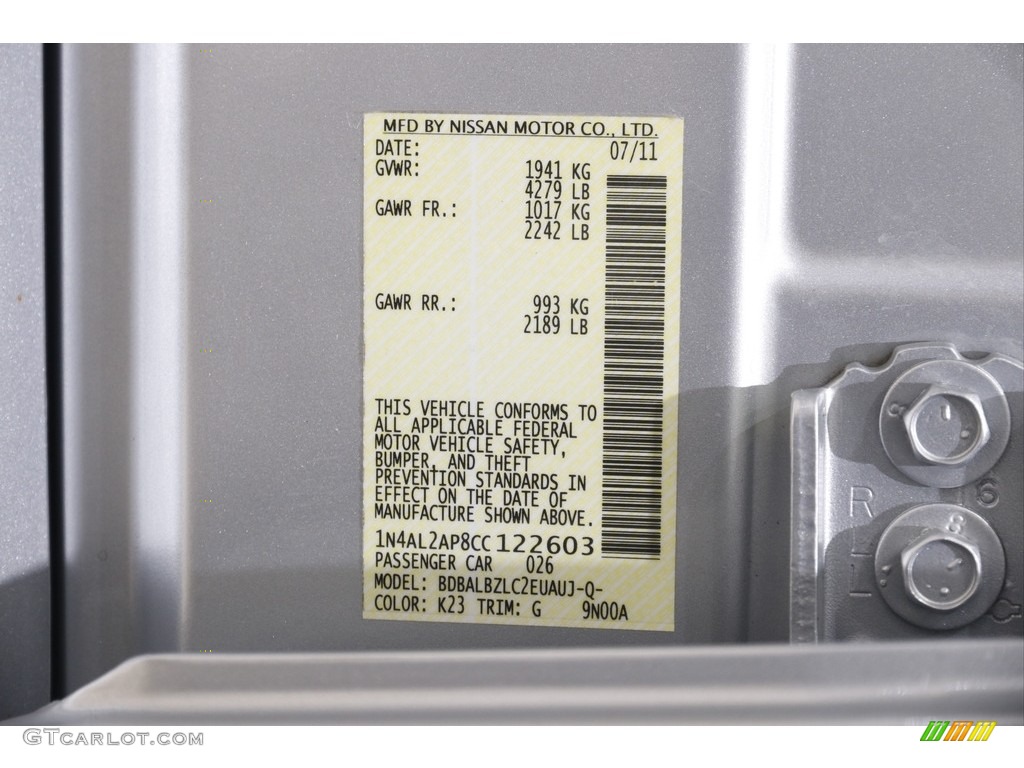 MFD BY NISSAN MOTOR CO., LTD.
DATE: 07/11
GVWR: 1941 KG
4279 LB
GAWR FR.: 1017 KG
2242 LB
GAWR RR.: 993 KG
2189 LB
THIS VEHICLE CONFORMS TO
ALL APPLICABLE FEDERAL
MOTOR VEHICLE SAFETY,
BUMPER, AND THEFT
PREVENTION STANDARDS IN
EFFECT ON THE DATE OF
MANUFACTURE SHOWN ABOVE.
1N4AL2AP8CC122603
PASSENGER CAR 026
MODEL: BDBALBZLC2EUAUJ-Q-
COLOR: K23 TRIM: G 9N00A
GTCARLOT.COM